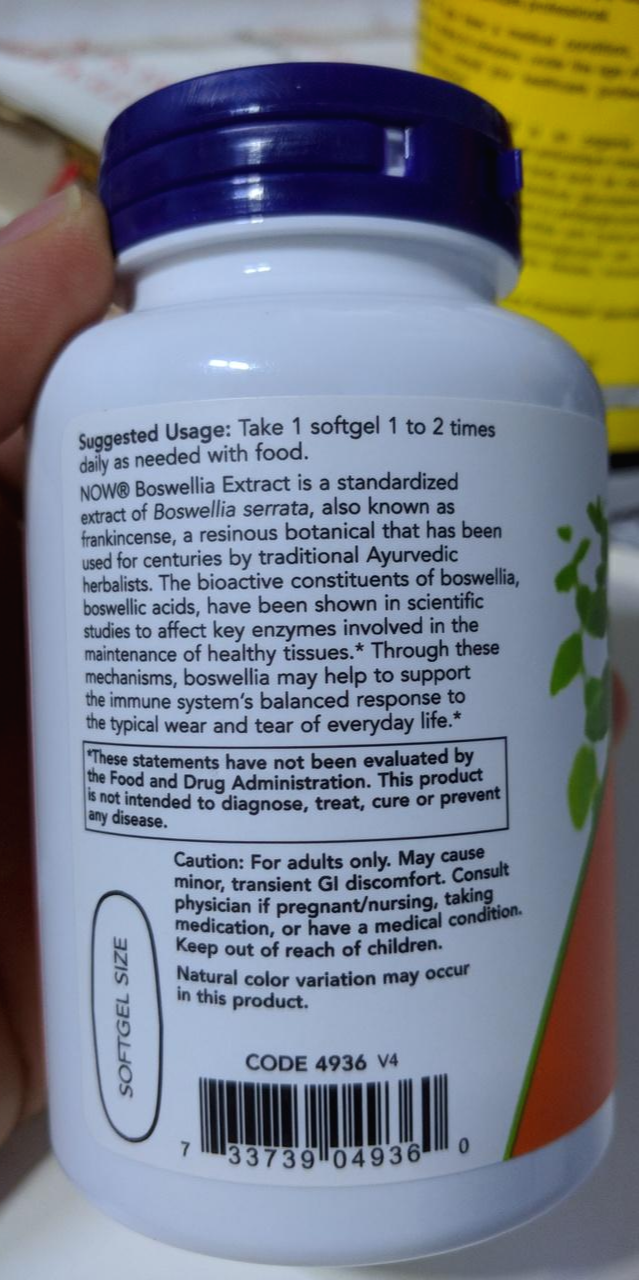 Suggested Usage: Take 1 softgel 1 to 2 times
daily as needed with food.
NOW® Boswellia Extract is a standardized
extract of Boswellia serrata, also known as
frankincense, a resinous botanical that has been
used for centuries by traditional Ayurvedic
herbalists. The bioactive constituents of boswellia,
boswellic acids, have been shown in scientific
studies to affect key enzymes involved in the
maintenance of healthy tissues.* Through these
mechanisms, boswellia may help to support
the immune system's balanced response to
the typical wear and tear of everyday life.*
*These statements have not been evaluated by
the Food and Drug Administration. This product
is not intended to diagnose, treat, cure or prevent
any disease.
Caution: For adults only. May cause
minor, transient GI discomfort. Consult
physician if pregnant/nursing, taking
medication, or have a medical condition.
Keep out of reach of children.
Natural color variation may occur
in this product.
SOFTGEL SIZE
CODE 4936 V4
7 33739 04936 0